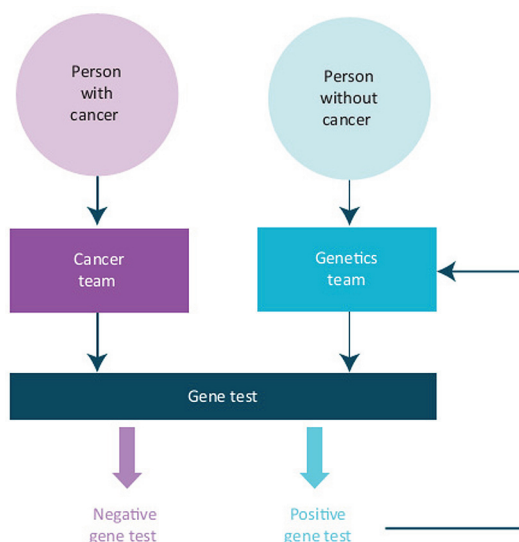 Person
with
cancer
Person
without
cancer
Cancer
team
Genetics
team
Gene test
Negative
gene test
Positive
gene test